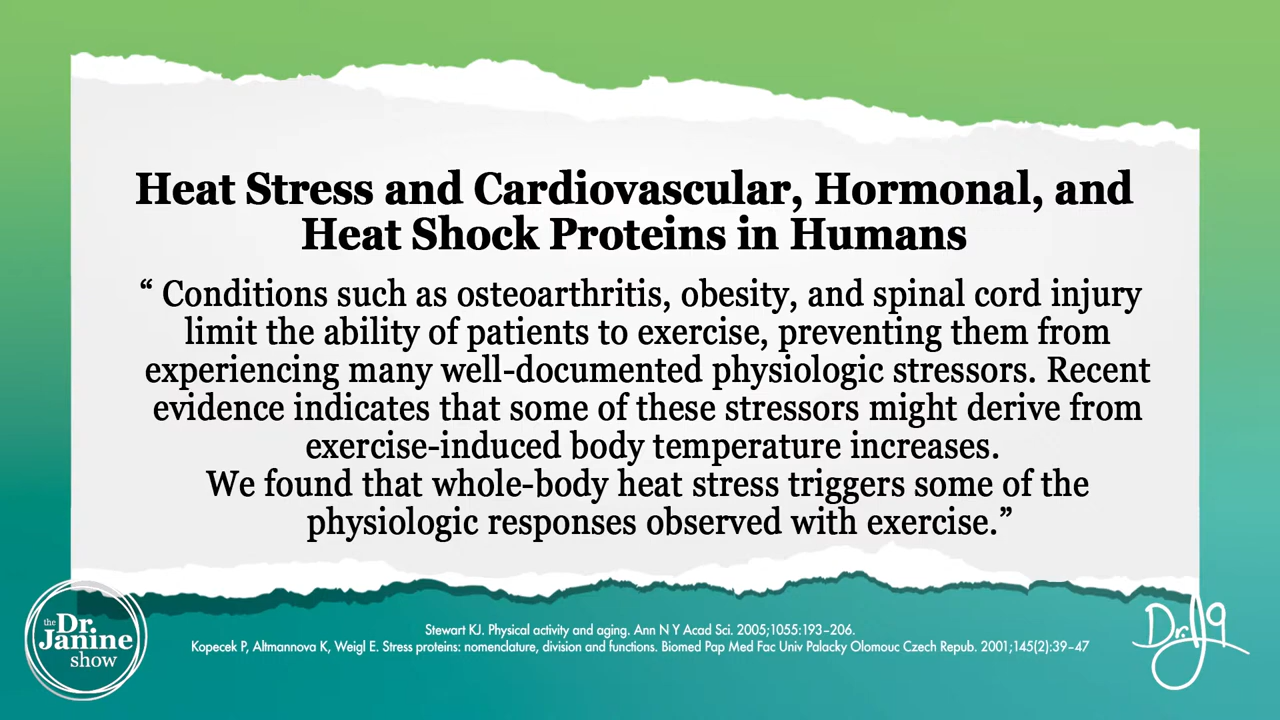 Heat Stress and Cardiovascular, Hormonal, and
Heat Shock Proteins in Humans
“ Conditions such as osteoarthritis, obesity, and spinal cord injury
limit the ability of patients to exercise, preventing them from
experiencing many well-documented physiologic stressors. Recent
evidence indicates that some of these stressors might derive from
exercise-induced body temperature increases.
We found that whole-body heat stress triggers some of the
physiologic responses observed with exercise.”
the Dr.
Janine
show
Stewart KJ. Physical activity and aging. Ann N Y Acad Sci. 2005;1055:193–206.
Kopecek P, Altmannova K, Weigl E. Stress proteins: nomenclature, division and functions. Biomed Pap Med Fac Univ Palacky Olomouc Czech Repub. 2001;145(2):39–47